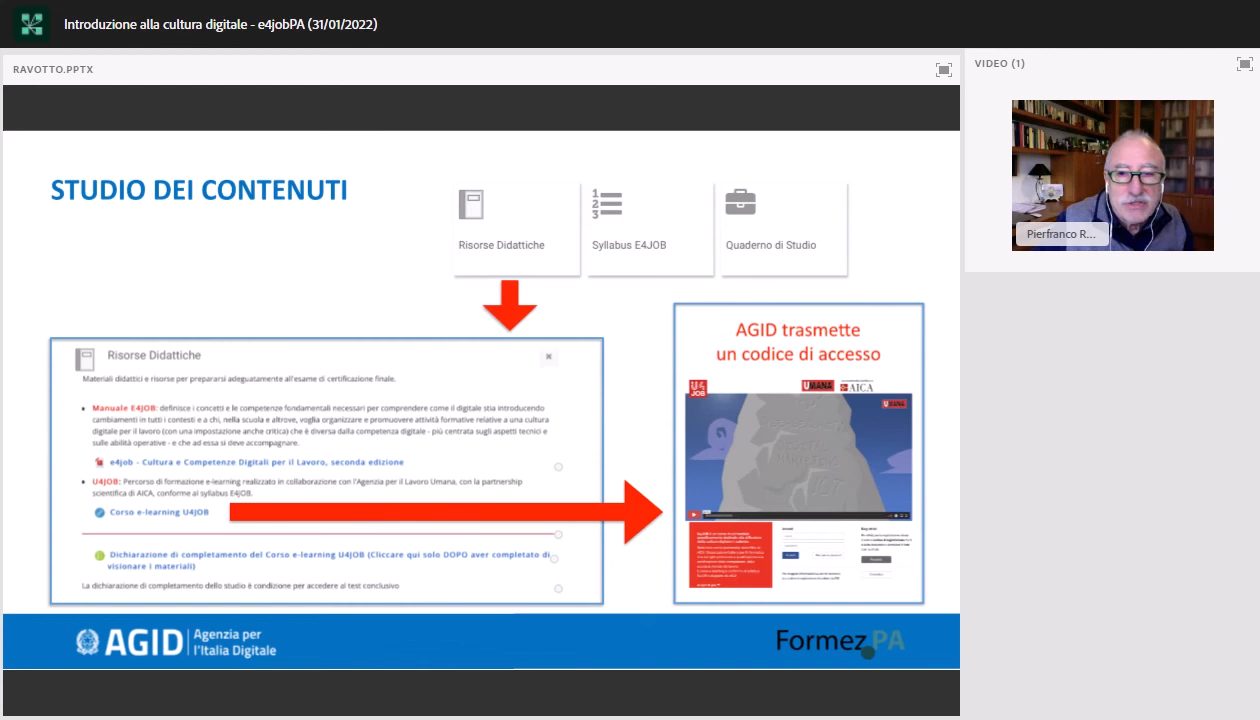 Introduzione alla cultura digitale - e4jobPA (31/01/2022)
RAVOTTO.PPTX
VIDEO (1)
Pierfranco R...
STUDIO DEI CONTENUTI
Risorse Didattiche
1
2
3
Syllabus E4JOB
Quaderno di Studio
Risorse Didattiche
Materiali didattici e risorse per prepararsi adeguatamente all'esame di certificazione finale.
Manuale E4JOB: definisce i concetti e le competenze fondamentali necessari per comprendere come il digitale stia introducendo
cambiamenti in tutti i contesti e a chi, nella scuola e altrove, voglia organizzare e promuovere attività formative relative a una cultura
digitale per il lavoro (con una impostazione anche critica) che è diversa dalla competenza digitale - più centrata sugli aspetti tecnici e
sulle abilità operative - e che ad essa si deve accompagnare.
e4job - Cultura e Competenze Digitali per il Lavoro, seconda edizione
U4JOB: Percorso di formazione e-learning realizzato in collaborazione con l'Agenzia per il Lavoro Umana, con la partnership
scientifica di AICA, conforme al syllabus E4JOB.
Corso e-learning U4JOB
Dichiarazione di completamento del Corso e-learning U4JOB (Cliccare qui solo DOPO aver completato di
visionare i materiali)
La dichiarazione di completamento dello studio è condizione per accedere al test conclusivo
AGID trasmette
un codice di accesso
U4
JOB
UMANA
AICA
UMANA
AGID
Agenzia per
l'Italia Digitale
Formez PA